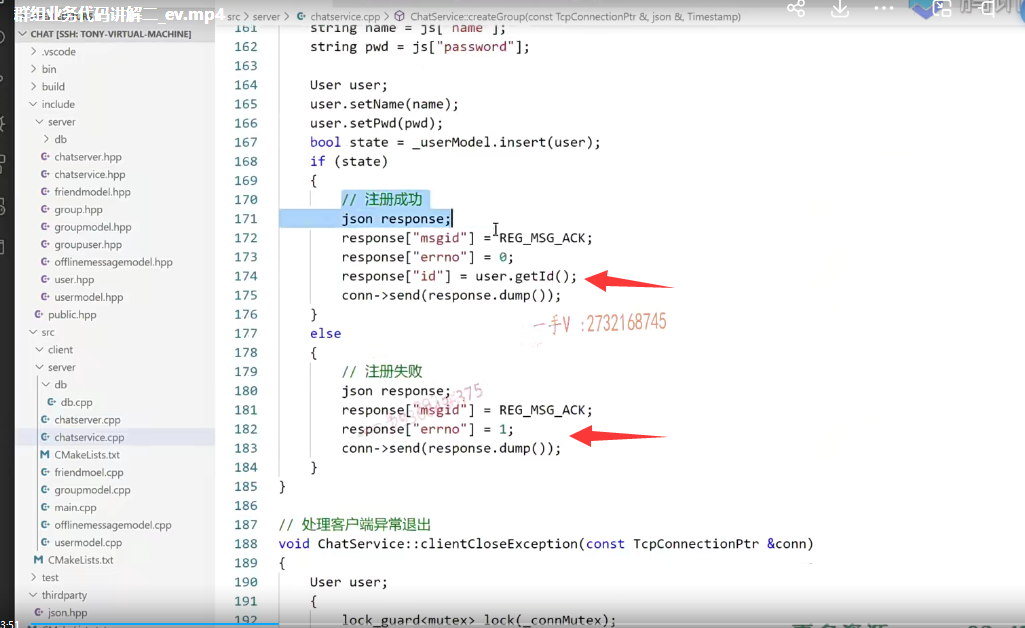 群组业务代码讲解二_ev.mp4
src > server > chatservice.cpp > ChatService::createGroup(const TcpConnectionPtr &, json &, Timestamp)
CHAT [SSH: TONY-VIRTUAL-MACHINE]
.vscode
bin
build
include
server
db
chatserver.hpp
chatservice.hpp
friendmodel.hpp
group.hpp
groupmodel.hpp
groupuser.hpp
offlinemessagemodel.hpp
user.hpp
usermodel.hpp
public.hpp
src
client
server
db
db.cpp
chatserver.cpp
chatservice.cpp
CMakeLists.txt
friendmoel.cpp
groupmodel.cpp
main.cpp
offlinemessagemodel.cpp
usermodel.cpp
CMakeLists.txt
test
thirdparty
json.hpp
3:51
161 string name = js["name"];
162 string pwd = js["password"];
163
164 User user;
165 user.setName(name);
166 user.setPwd(pwd);
167 bool state = _userModel.insert(user);
168 if (state)
169 {
170 // 注册成功
171 json response;
172 response["msgid"] = REG_MSG_ACK;
173 response["errno"] = 0;
174 response["id"] = user.getId();
175 conn->send(response.dump());
176 }
177 else
178 {
179 // 注册失败
180 json response;
181 response["msgid"] = REG_MSG_ACK;
182 response["errno"] = 1;
183 conn->send(response.dump());
184 }
185 }
186
187 // 处理客户端异常退出
188 void ChatService::clientCloseException(const TcpConnectionPtr &conn)
189 {
190 User user;
191 {
192 lock_guard<mutex> lock(_connMutex);
一手V :2732168745